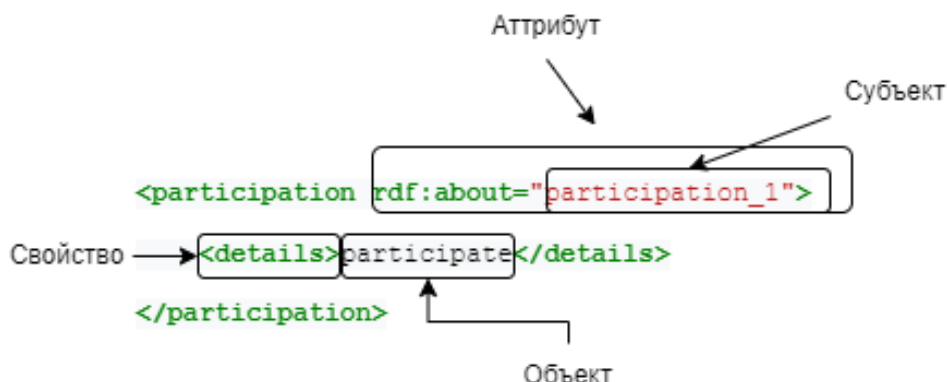 Аттрибут
Субъект
<participation rdf:about="participation_1">
Свойство <details>participate</details>
</participation>
Объект